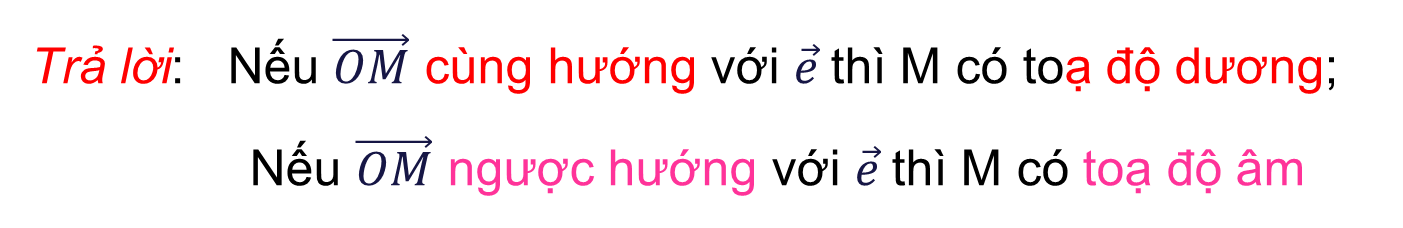 Trả lời: Nếu $\overrightarrow{OM}$ cùng hướng với $\vec{e}$ thì M có toạ độ dương;
Nếu $\overrightarrow{OM}$ ngược hướng với $\vec{e}$ thì M có toạ độ âm